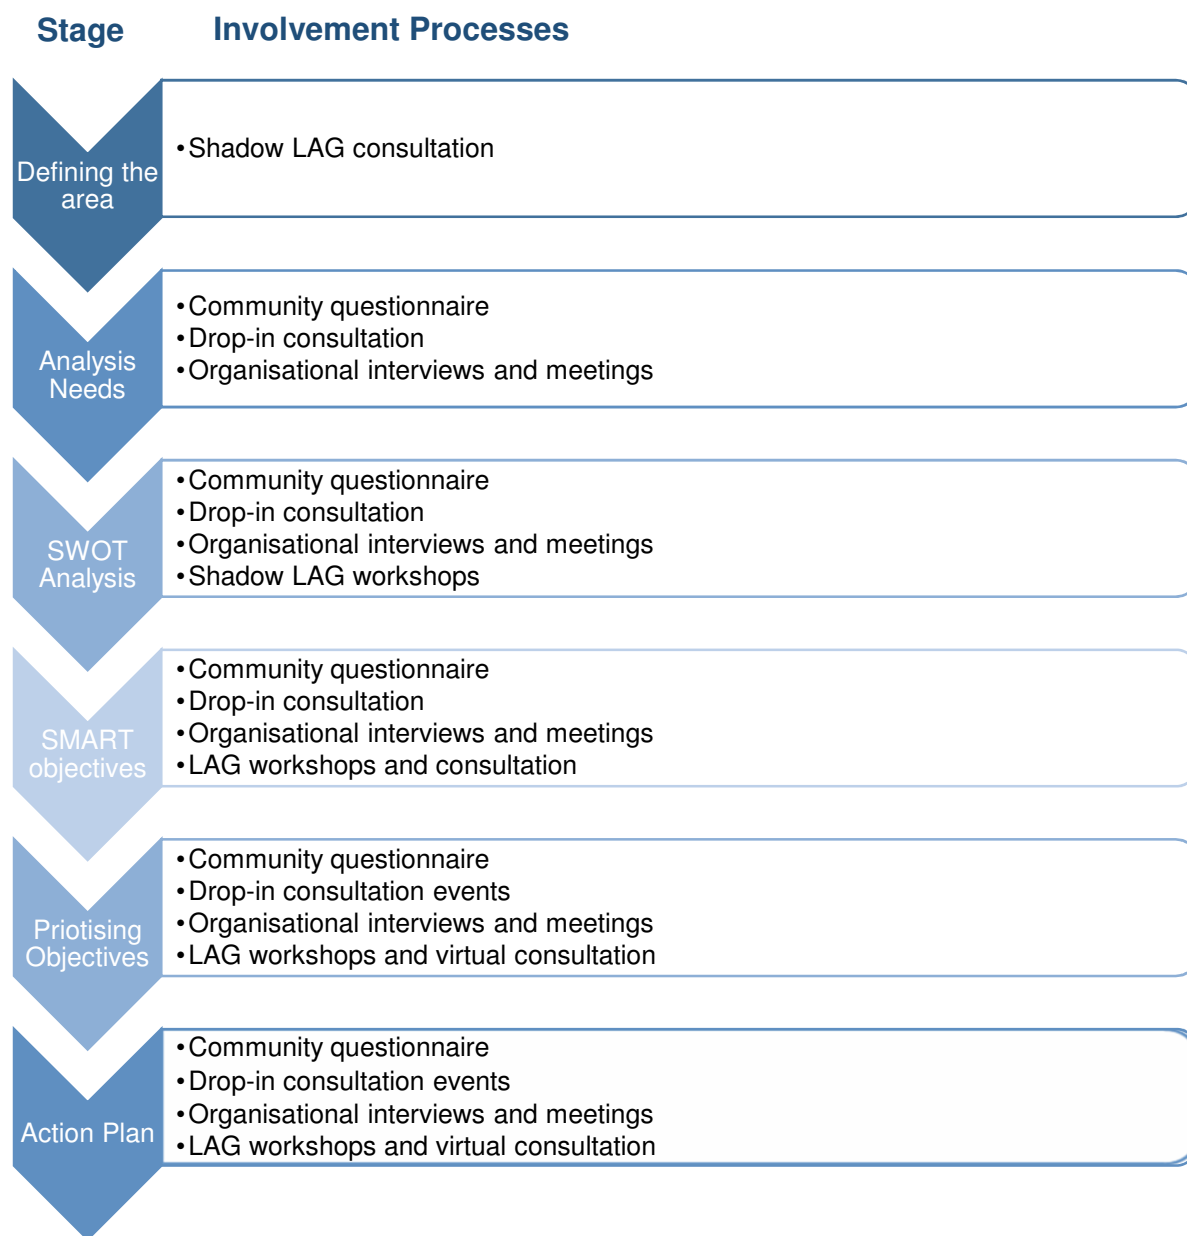 Stage Involvement Processes
Defining the
area
•Shadow LAG consultation
Analysis
Needs
•Community questionnaire
•Drop-in consultation
•Organisational interviews and meetings
SWOT
Analysis
•Community questionnaire
•Drop-in consultation
•Organisational interviews and meetings
•Shadow LAG workshops
SMART
objectives
•Community questionnaire
•Drop-in consultation
•Organisational interviews and meetings
•LAG workshops and consultation
Priotising
Objectives
•Community questionnaire
•Drop-in consultation events
•Organisational interviews and meetings
•LAG workshops and virtual consultation
Action Plan
•Community questionnaire
•Drop-in consultation events
•Organisational interviews and meetings
•LAG workshops and virtual consultation